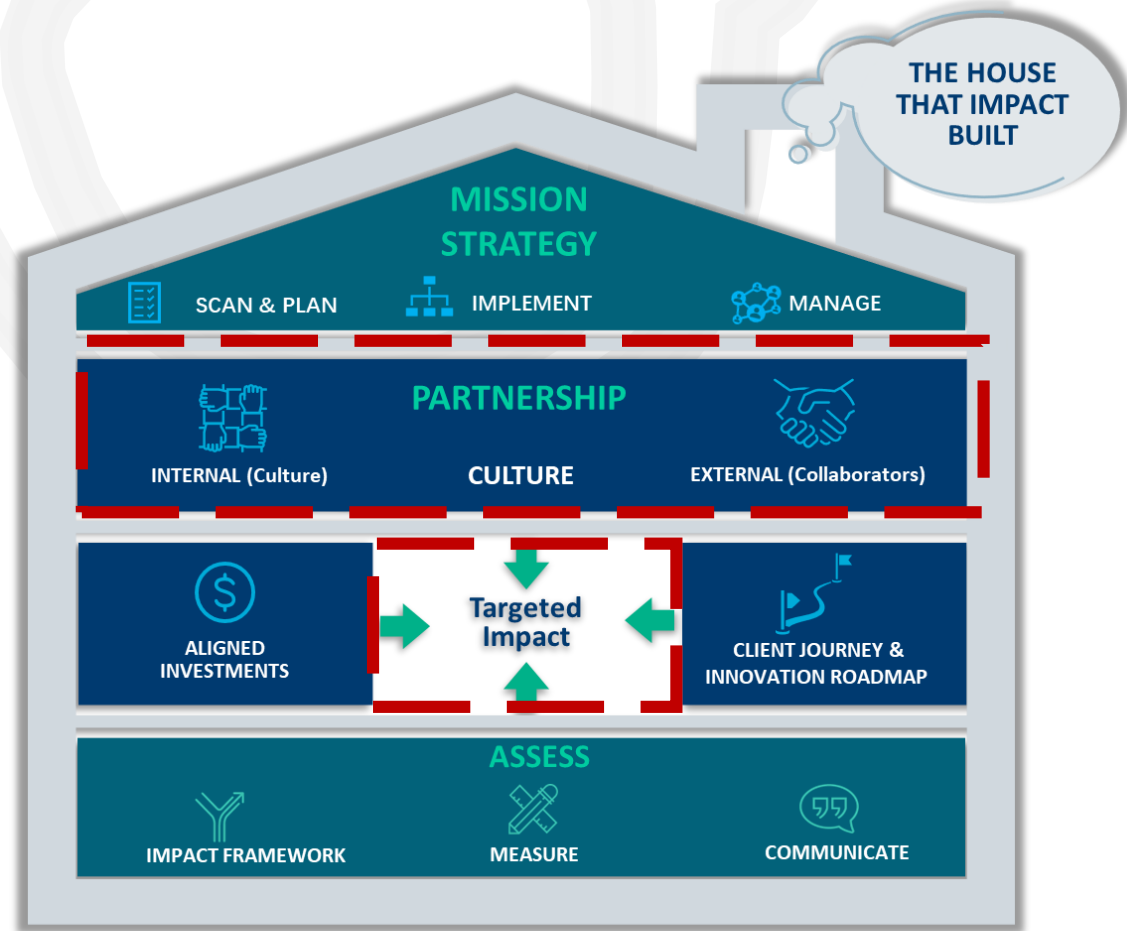 THE HOUSE
THAT IMPACT
BUILT
MISSION
STRATEGY
SCAN & PLAN
IMPLEMENT
MANAGE
PARTNERSHIP
INTERNAL (Culture)
CULTURE
EXTERNAL (Collaborators)
$
ALIGNED
INVESTMENTS
Targeted
Impact
CLIENT JOURNEY &
INNOVATION ROADMAP
ASSESS
IMPACT FRAMEWORK
MEASURE
COMMUNICATE